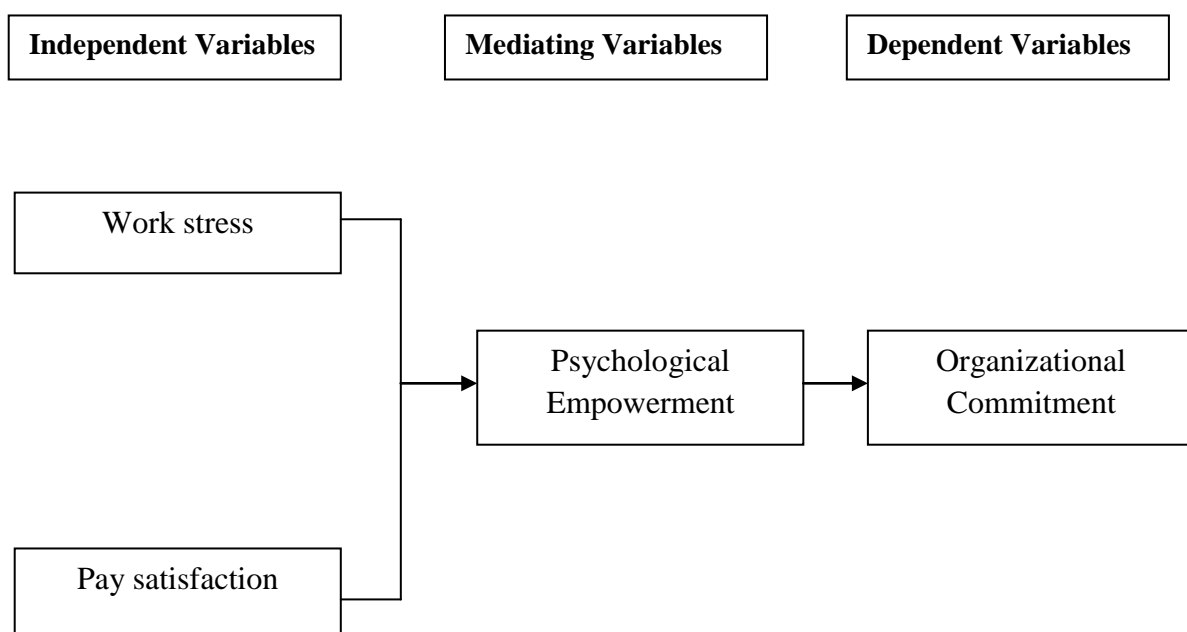 Independent Variables
Mediating Variables
Dependent Variables
Work stress
Psychological
Empowerment
Organizational
Commitment
Pay satisfaction